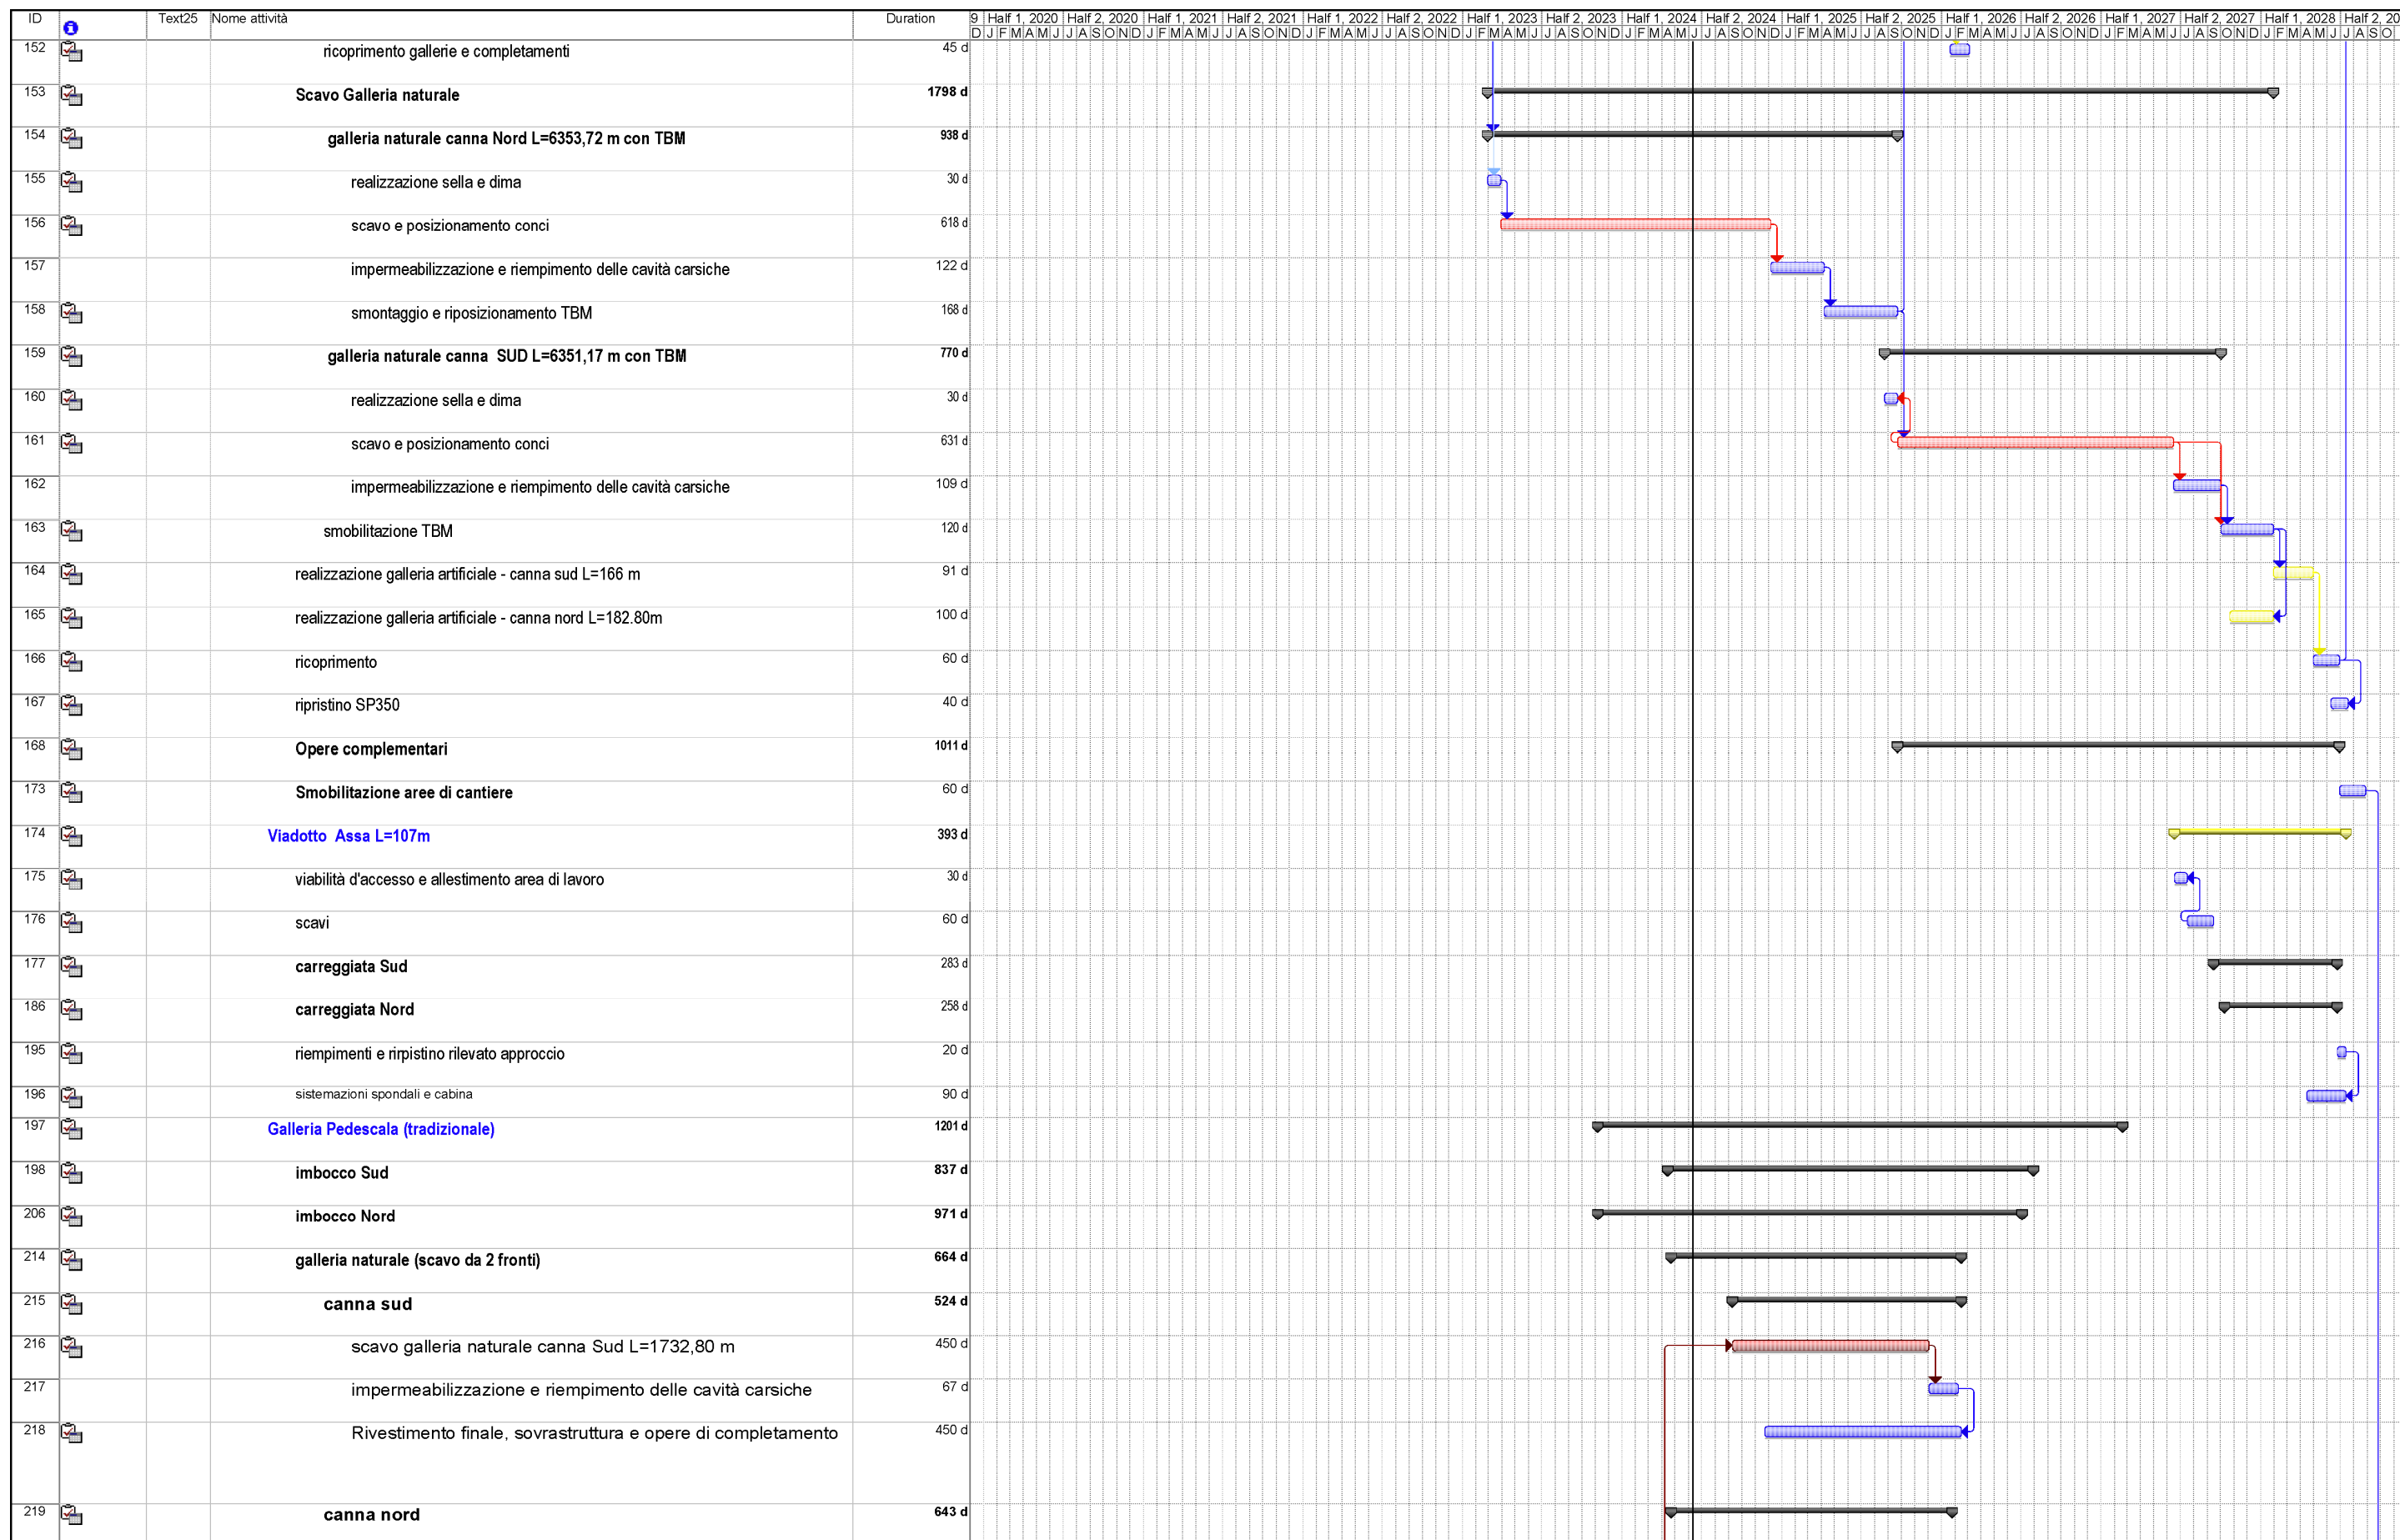 ID Text25 Nome attività Duration 9 Half 1, 2020 Half 2, 2020 Half 1, 2021 Half 2, 2021 Half 1, 2022 Half 2, 2022 Half 1, 2023 Half 2, 2023 Half 1, 2024 Half 2, 2024 Half 1, 2025 Half 2, 2025 Half 1, 2026 Half 2, 2026 Half 1, 2027 Half 2, 2027 Half 1, 2028 Half 2, 20
D J F M A M J J A S O N D J F M A M J J A S O N D J F M A M J J A S O N D J F M A M J J A S O N D J F M A M J J A S O N D J F M A M J J A S O N D J F M A M J J A S O N D J F M A M J J A S O N D J F M A M J J A S O
152 ricoprimento gallerie e completamenti 45 d
153 Scavo Galleria naturale 1798 d
154 galleria naturale canna Nord L=6353,72 m con TBM 938 d
155 realizzazione sella e dima 30 d
156 scavo e posizionamento conci 618 d
157 impermeabilizzazione e riempimento delle cavità carsiche 122 d
158 smontaggio e riposizionamento TBM 168 d
159 galleria naturale canna SUD L=6351,17 m con TBM 770 d
160 realizzazione sella e dima 30 d
161 scavo e posizionamento conci 631 d
162 impermeabilizzazione e riempimento delle cavità carsiche 109 d
163 smobilitazione TBM 120 d
164 realizzazione galleria artificiale - canna sud L=166 m 91 d
165 realizzazione galleria artificiale - canna nord L=182.80m 100 d
166 ricoprimento 60 d
167 ripristino SP350 40 d
168 Opere complementari 1011 d
173 Smobilitazione aree di cantiere 60 d
174 Viadotto Assa L=107m 393 d
175 viabilità d'accesso e allestimento area di lavoro 30 d
176 scavi 60 d
177 carreggiata Sud 283 d
186 carreggiata Nord 258 d
195 riempimenti e rirpistino rilevato approccio 20 d
196 sistemazioni spondali e cabina 90 d
197 Galleria Pedescala (tradizionale) 1201 d
198 imbocco Sud 837 d
206 imbocco Nord 971 d
214 galleria naturale (scavo da 2 fronti) 664 d
215 canna sud 524 d
216 scavo galleria naturale canna Sud L=1732,80 m 450 d
217 impermeabilizzazione e riempimento delle cavità carsiche 67 d
218 Rivestimento finale, sovrastruttura e opere di completamento 450 d
219 canna nord 643 d